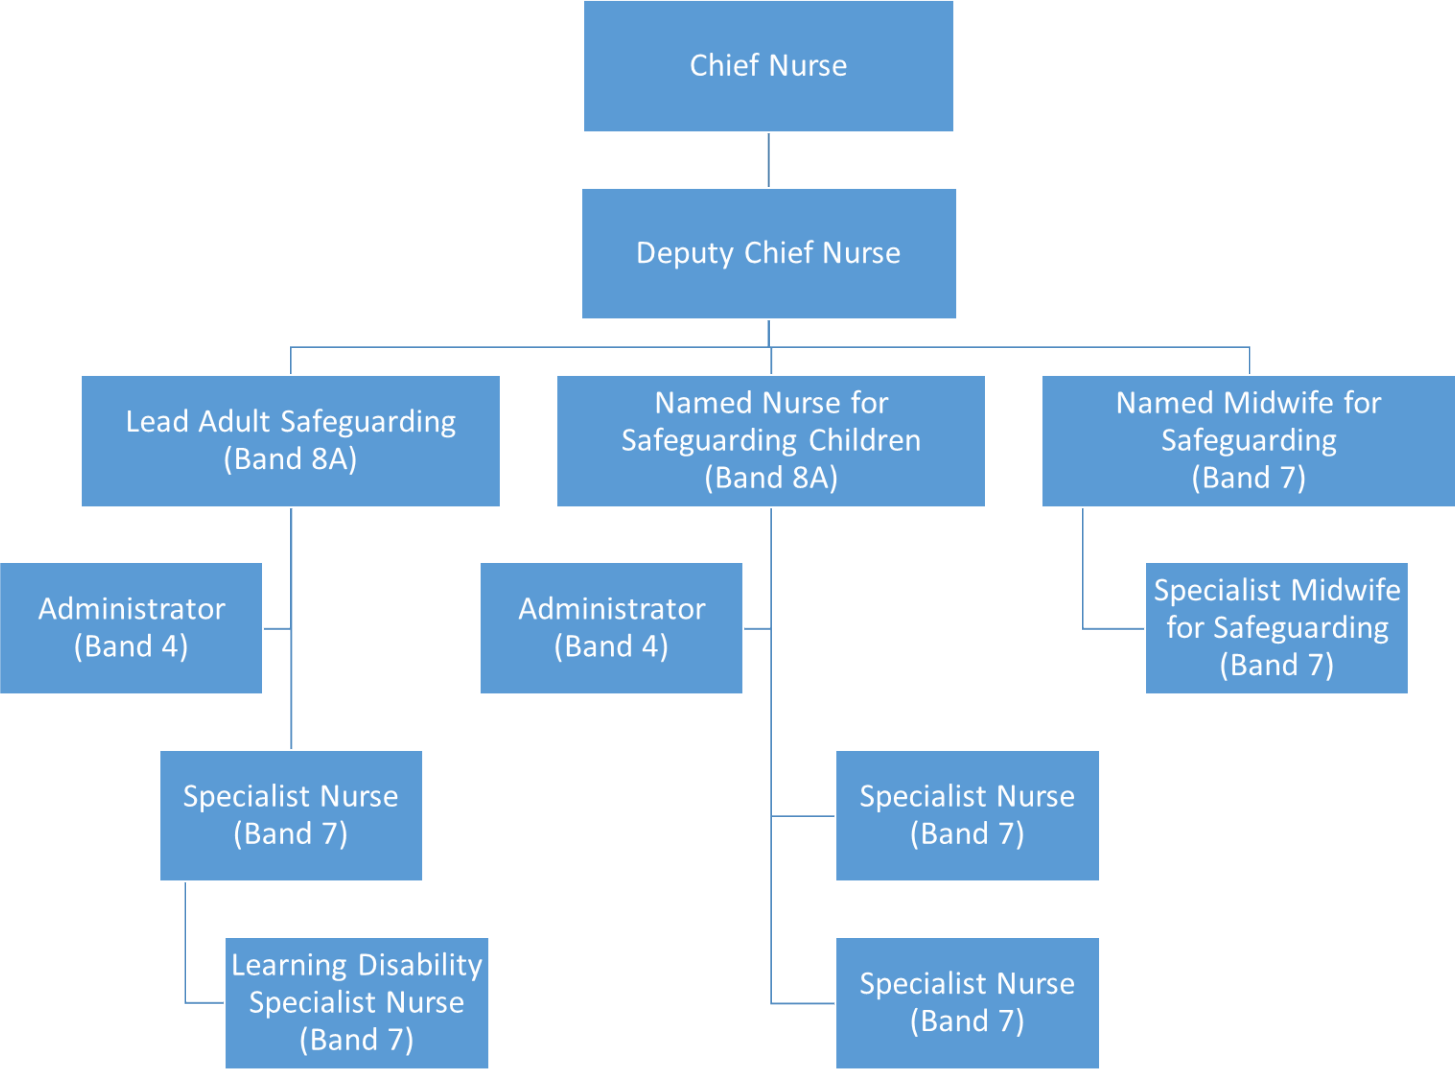 Chief Nurse
Deputy Chief Nurse
Lead Adult Safeguarding
(Band 8A)
Named Nurse for
Safeguarding Children
(Band 8A)
Named Midwife for
Safeguarding
(Band 7)
Administrator
(Band 4)
Administrator
(Band 4)
Specialist Midwife
for Safeguarding
(Band 7)
Specialist Nurse
(Band 7)
Specialist Nurse
(Band 7)
Learning Disability
Specialist Nurse
(Band 7)
Specialist Nurse
(Band 7)